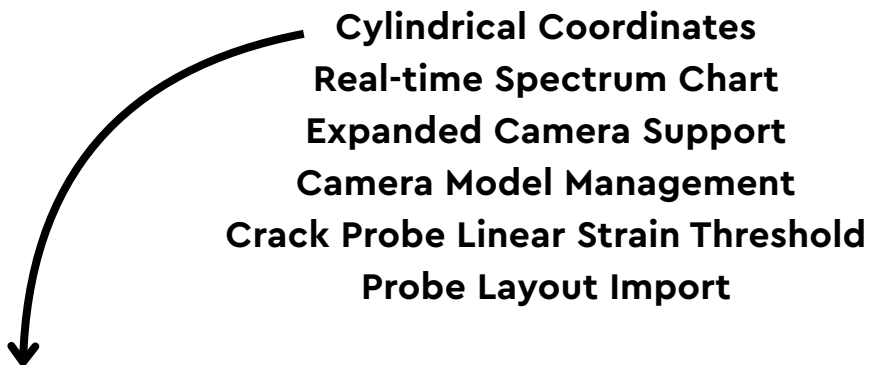 Cylindrical Coordinates
Real-time Spectrum Chart
Expanded Camera Support
Camera Model Management
Crack Probe Linear Strain Threshold
Probe Layout Import